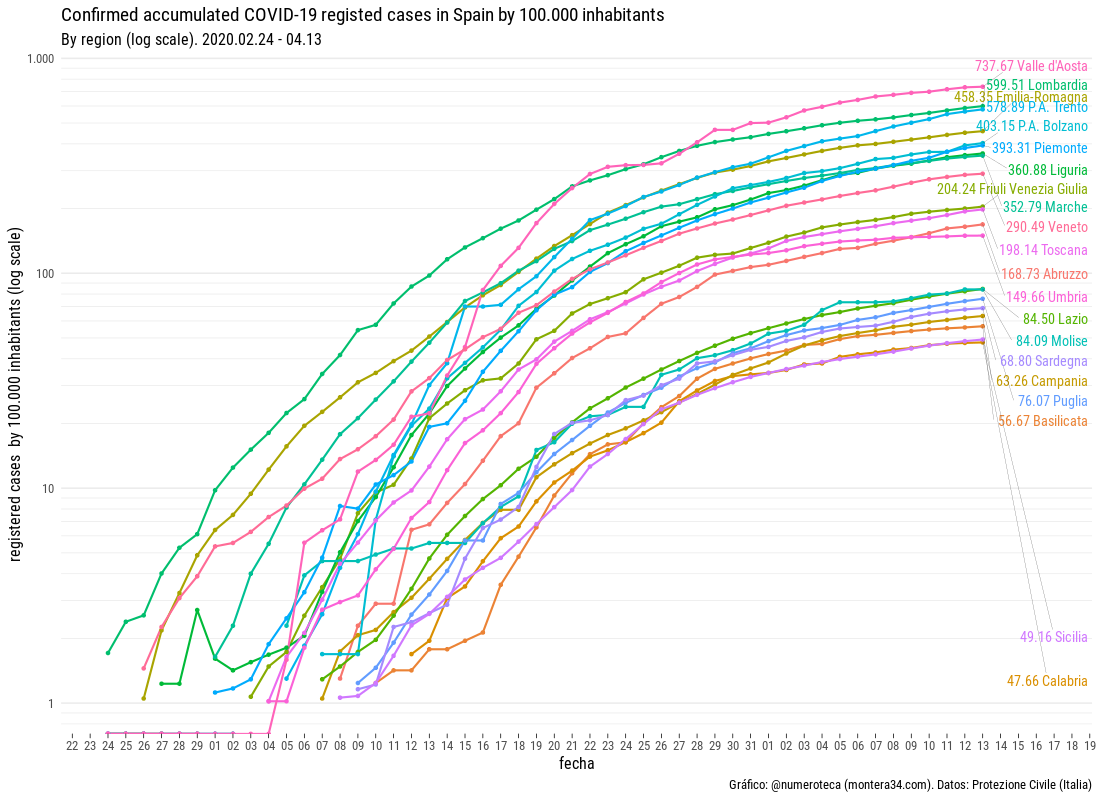 Confirmed accumulated COVID-19 registed cases in Spain by 100.000 inhabitants
By region (log scale). 2020.02.24 - 04.13
registered cases by 100.000 inhabitants (log scale)
1.000
100
10
1
737.67 Valle d'Aosta
599.51 Lombardia
458.35 Emilia-Romagna
578.89 P.A. Trento
403.15 P.A. Bolzano
393.31 Piemonte
360.88 Liguria
204.24 Friuli Venezia Giulia
352.79 Marche
290.49 Veneto
198.14 Toscana
168.73 Abruzzo
149.66 Umbria
84.50 Lazio
84.09 Molise
68.80 Sardegna
63.26 Campania
76.07 Puglia
56.67 Basilicata
49.16 Sicilia
47.66 Calabria
22 23 24 25 26 27 28 29 01 02 03 04 05 06 07 08 09 10 11 12 13 14 15 16 17 18 19 20 21 22 23 24 25 26 27 28 29 30 31 01 02 03 04 05 06 07 08 09 10 11 12 13 14 15 16 17 18 19
fecha
Gráfico: @numeroteca (montera34.com). Datos: Protezione Civile (Italia)